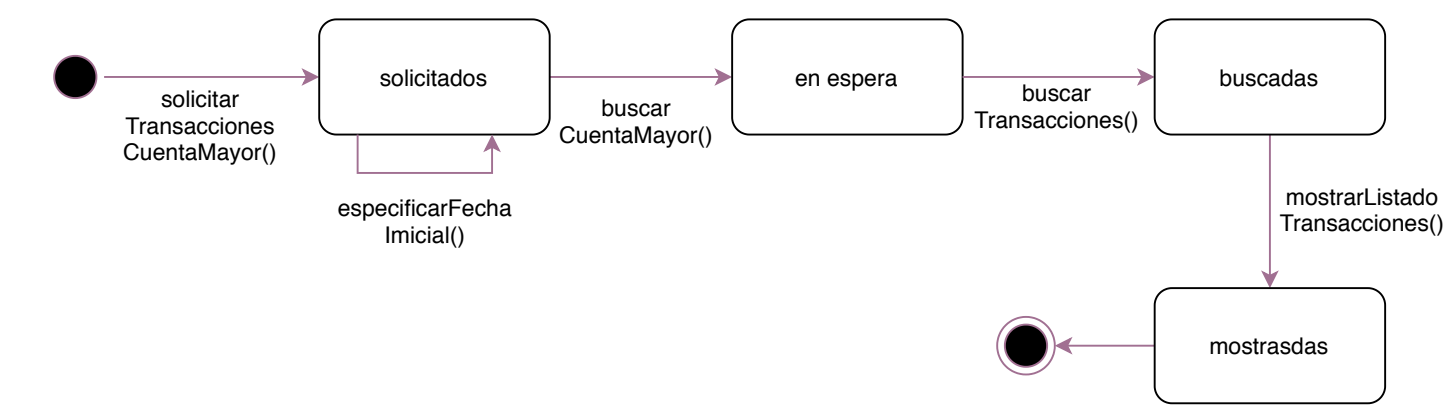 solicitados
en espera
buscadas
solicitar
Transacciones
CuentaMayor()
buscar
CuentaMayor()
buscar
Transacciones()
especificarFecha
Imicial()
mostrarListado
Transacciones()
mostrasdas